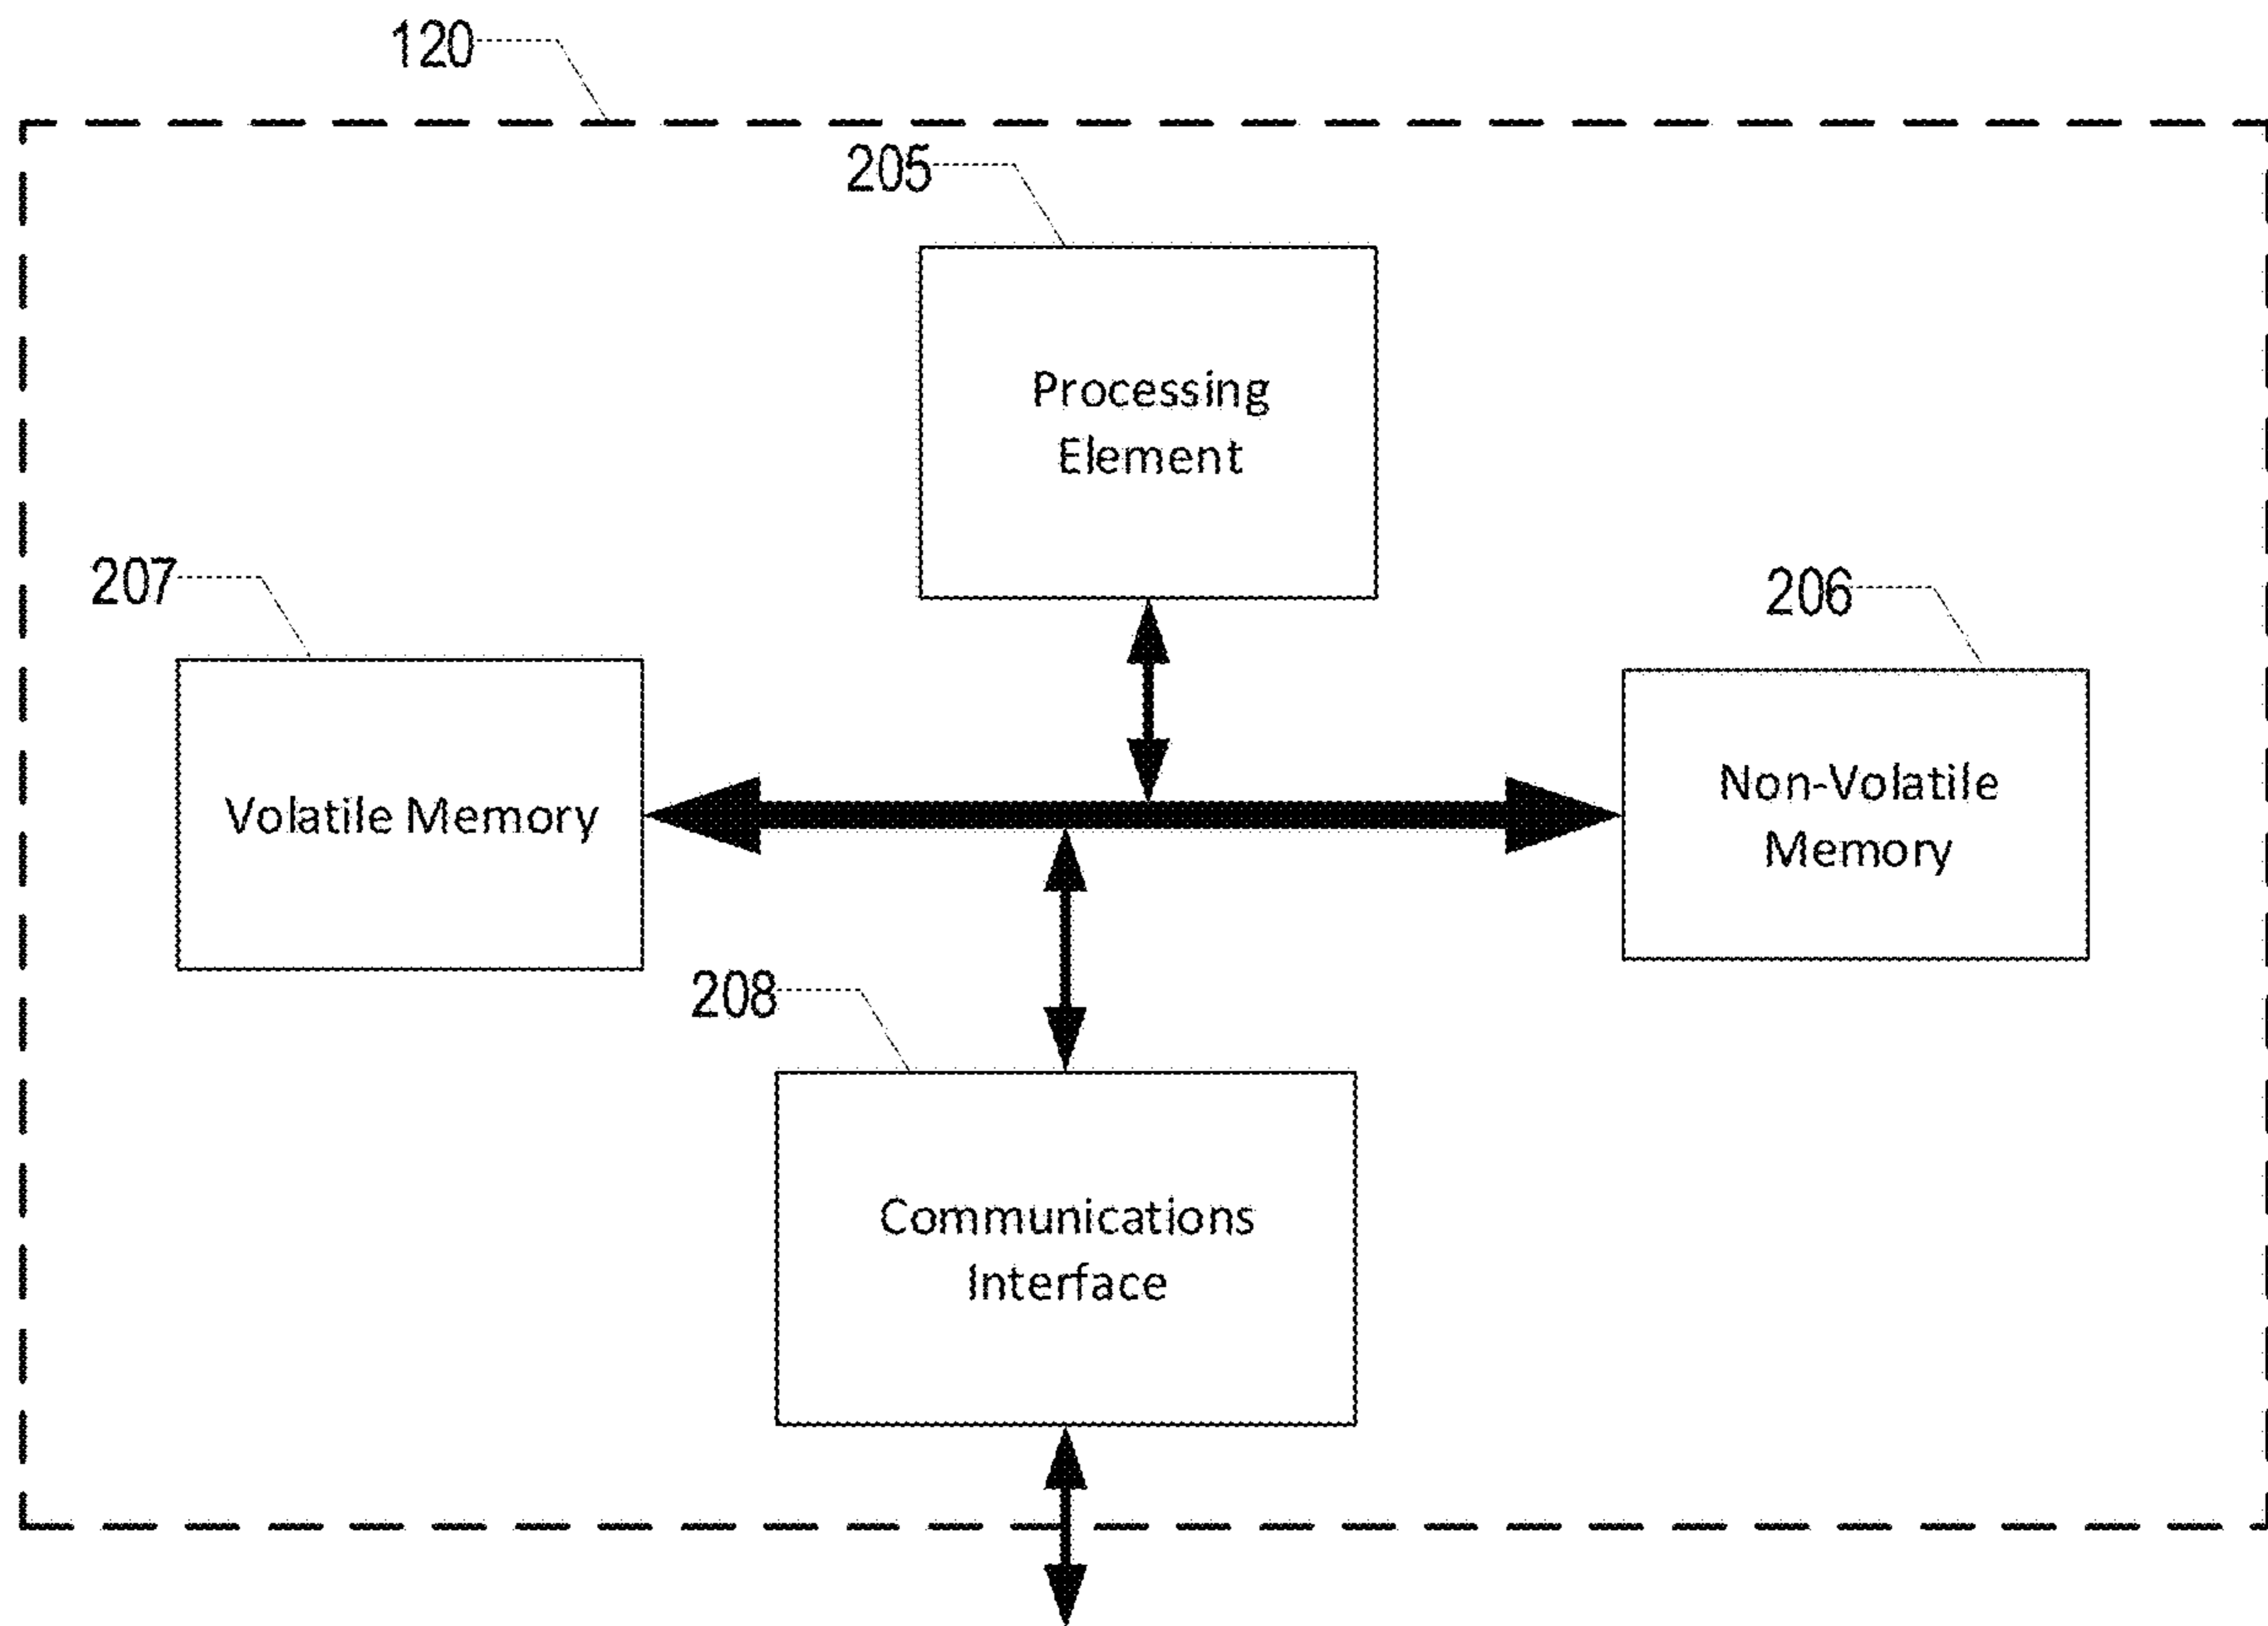 120
205
Processing
Element
207
206
Volatile Memory
Non-Volatile
Memory
208
Communications
Interface